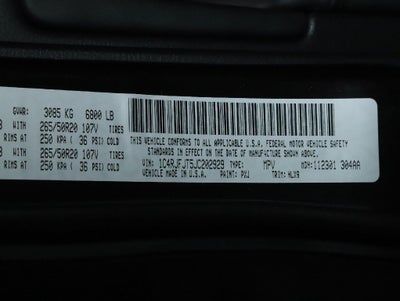 GVWR: 3085 KG 6800 LB
265/50R20 107V TIRES
RIMS AT 250 KPA ( 36 PSI) COLD
265/50R20 107V TIRES
RIMS AT 250 KPA ( 36 PSI) COLD
THIS VEHICLE CONFORMS TO ALL APPLICABLE U.S.A. FEDERAL MOTOR VEHICLE
SAFETY STANDARDS IN EFFECT ON THE DATE OF MANUFACTURE SHOWN ABOVE.
VIN: 1C4RJFJT5JC202929 TYPE: MPV MDH: 112301 304AA
VEHICLE MADE IN U.S.A. PAINT: PXJ TRIM: HLX9